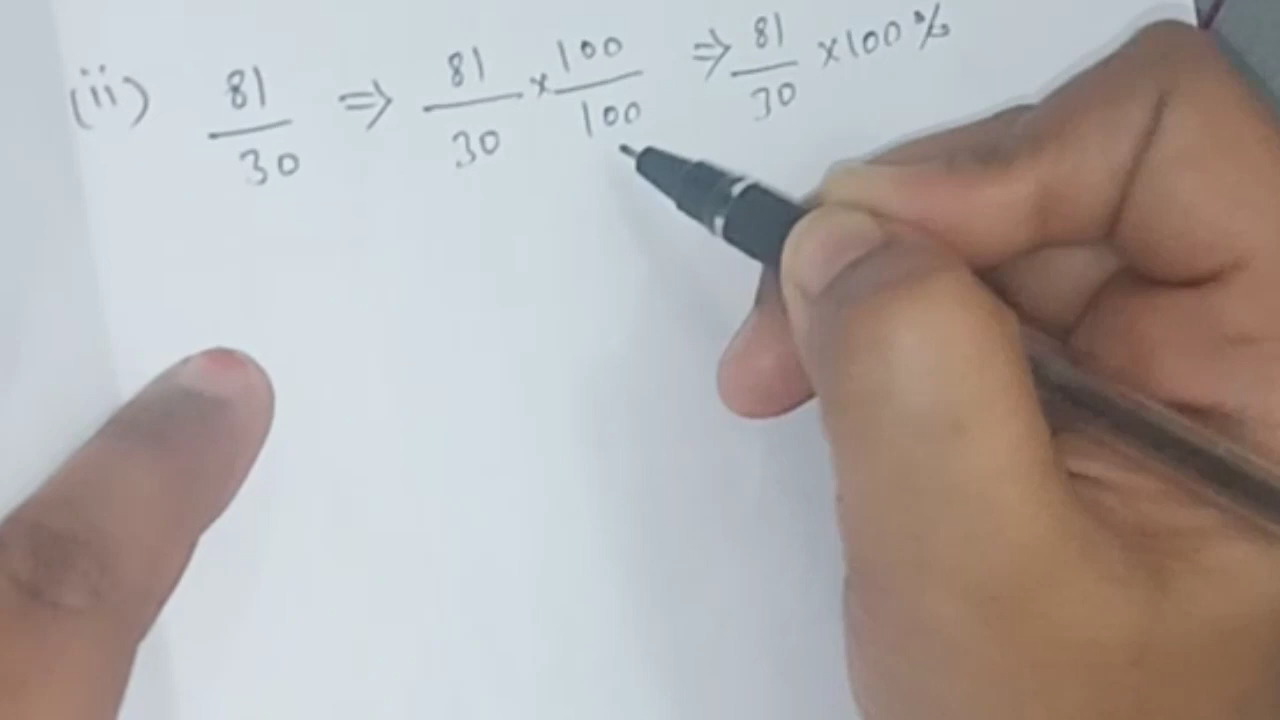 (ii) 81/30 ⇒ 81/30 × 100/100 ⇒ 81/30 × 100%